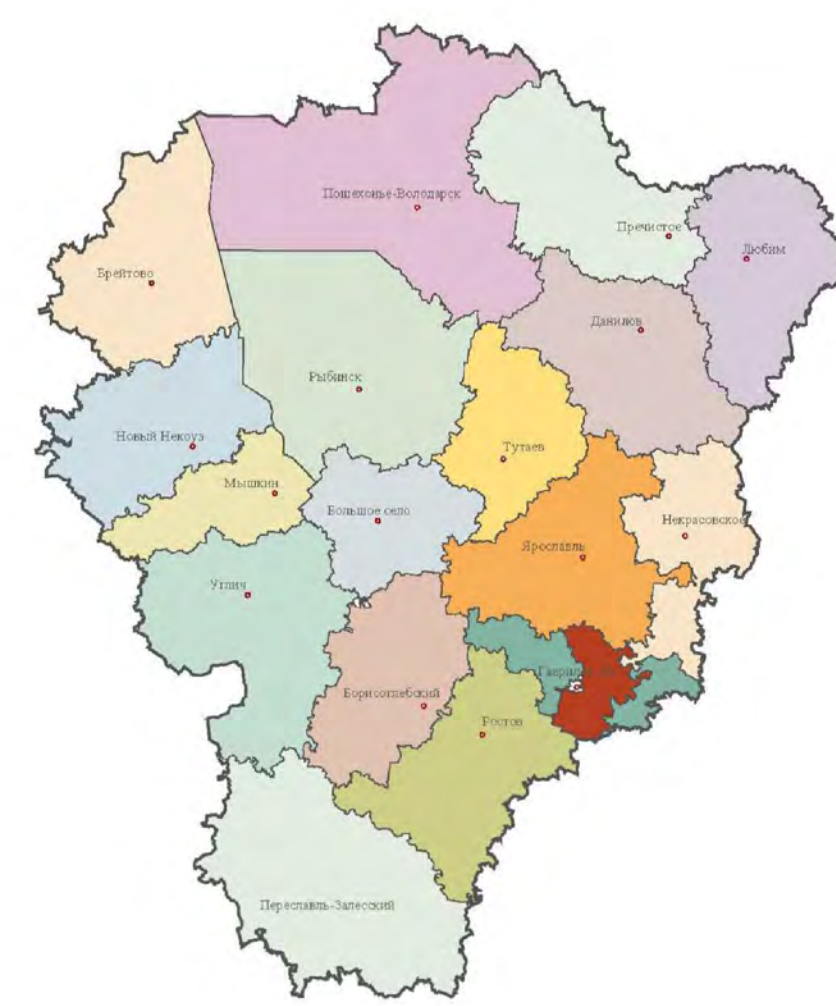 Пошехонье-Володарск
Пречистое
Любим
Брейтово
Данилов
Рыбинск
Новый Некоуз
Тутаев
Мышкин
Большое село
Некрасовское
Ярославль
Углич
Борисоглебский
Ростов
Переславль-Залесский